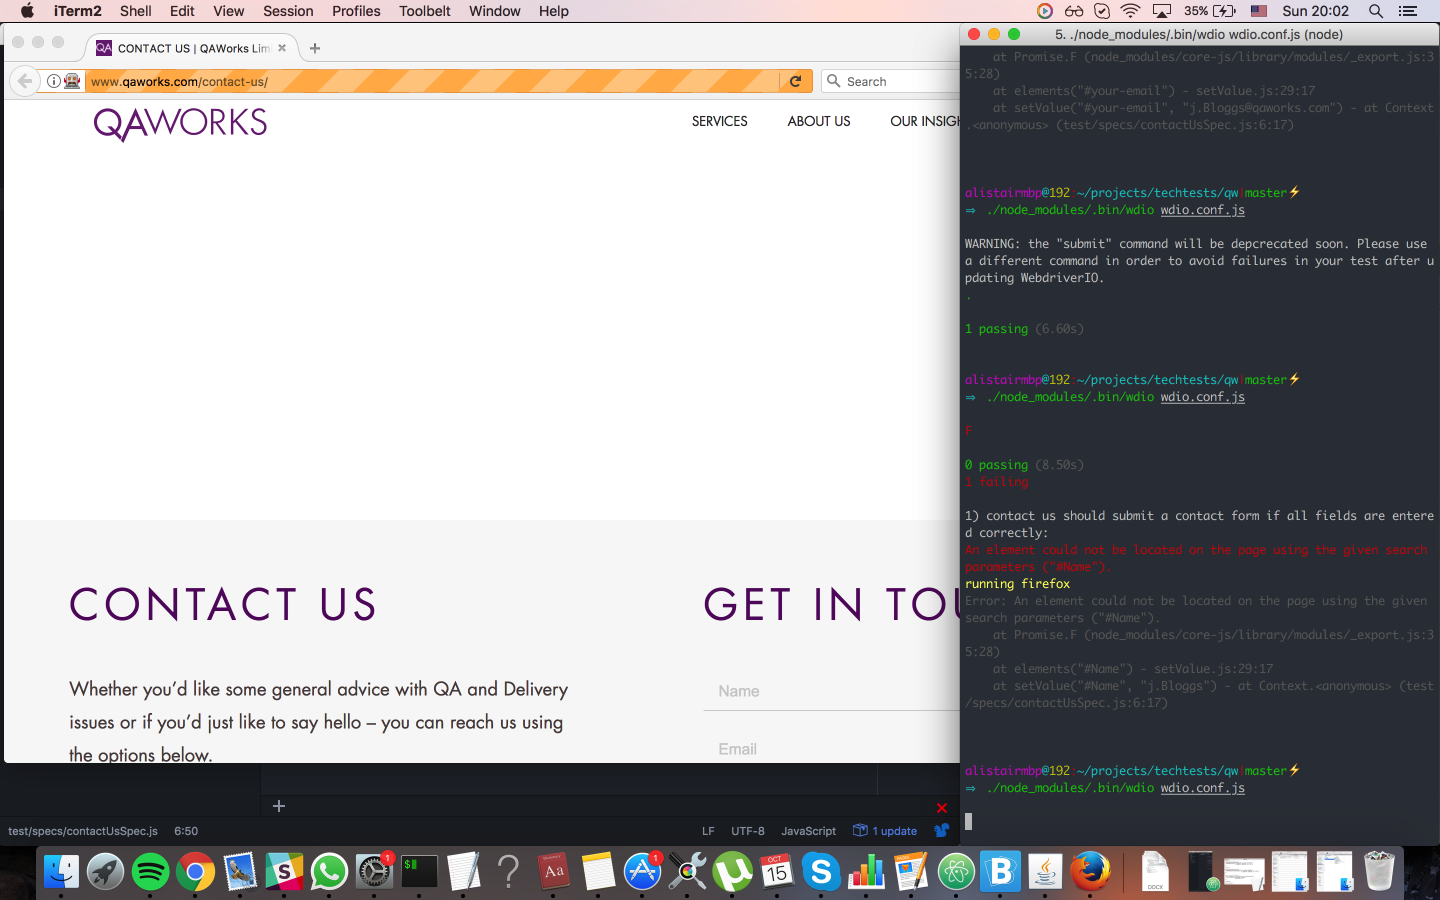 iTerm2 Shell Edit View Session Profiles Toolbelt Window Help 35% Sun 20:02
QA CONTACT US | QAWorks Lim
www.qaworks.com/contact-us/ Search
QAWORKS SERVICES ABOUT US OUR INSIGH
CONTACT US
GET IN TOU
Whether you'd like some general advice with QA and Delivery
issues or if you'd just like to say hello – you can reach us using
the options below.
Name
Email
5. ./node_modules/.bin/wdio wdio.conf.js (node)
at Promise.F (node_modules/core-js/library/modules/_export.js:3
5:28)
at elements("#your-email") - setValue.js:29:17
at setValue("#your-email", "j.Bloggs@qaworks.com") - at Context
.<anonymous> (test/specs/contactUsSpec.js:6:17)
alistairmbp@192 ~/projects/techtests/qw master⚡
⇒ ./node_modules/.bin/wdio wdio.conf.js
WARNING: the "submit" command will be depcrecated soon. Please use
a different command in order to avoid failures in your test after u
pdating WebdriverIO.
.
1 passing (6.60s)
alistairmbp@192 ~/projects/techtests/qw master⚡
⇒ ./node_modules/.bin/wdio wdio.conf.js
F
0 passing (8.50s)
1 failing
1) contact us should submit a contact form if all fields are entere
d correctly:
An element could not be located on the page using the given search
parameters ("#Name").
running firefox
Error: An element could not be located on the page using the given
search parameters ("#Name").
at Promise.F (node_modules/core-js/library/modules/_export.js:3
5:28)
at elements("#Name") - setValue.js:29:17
at setValue("#Name", "j.Bloggs") - at Context.<anonymous> (test
/specs/contactUsSpec.js:6:17)
alistairmbp@192 ~/projects/techtests/qw master⚡
⇒ ./node_modules/.bin/wdio wdio.conf.js
test/specs/contactUsSpec.js 6:50 LF UTF-8 JavaScript 1 update
1 $ Aa 1 OCT 15 DOCX